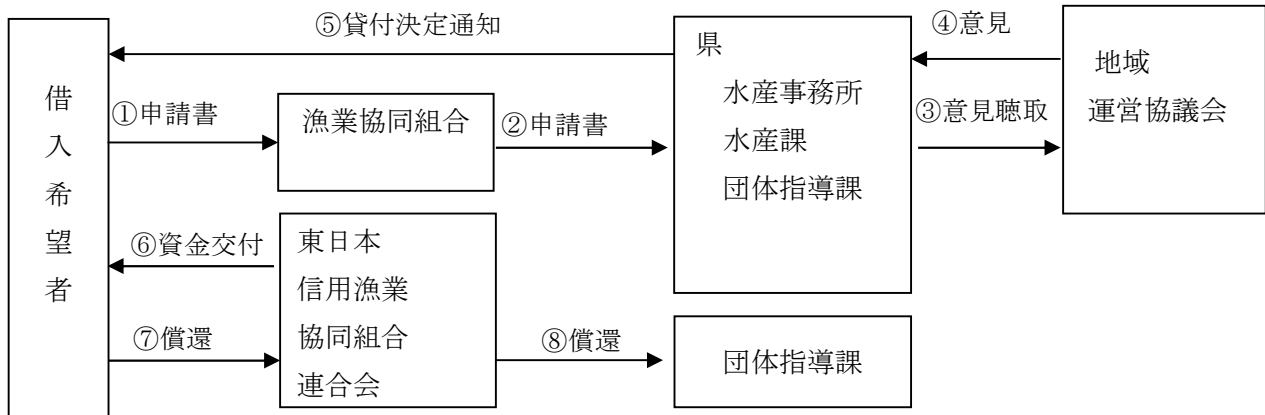 借入希望者
⑤貸付決定通知
①申請書
漁業協同組合
②申請書
県
水産事務所
水産課
団体指導課
④意見
③意見聴取
地域
運営協議会
⑥資金交付
東日本
信用漁業
協同組合
連合会
⑦償還
⑧償還
団体指導課